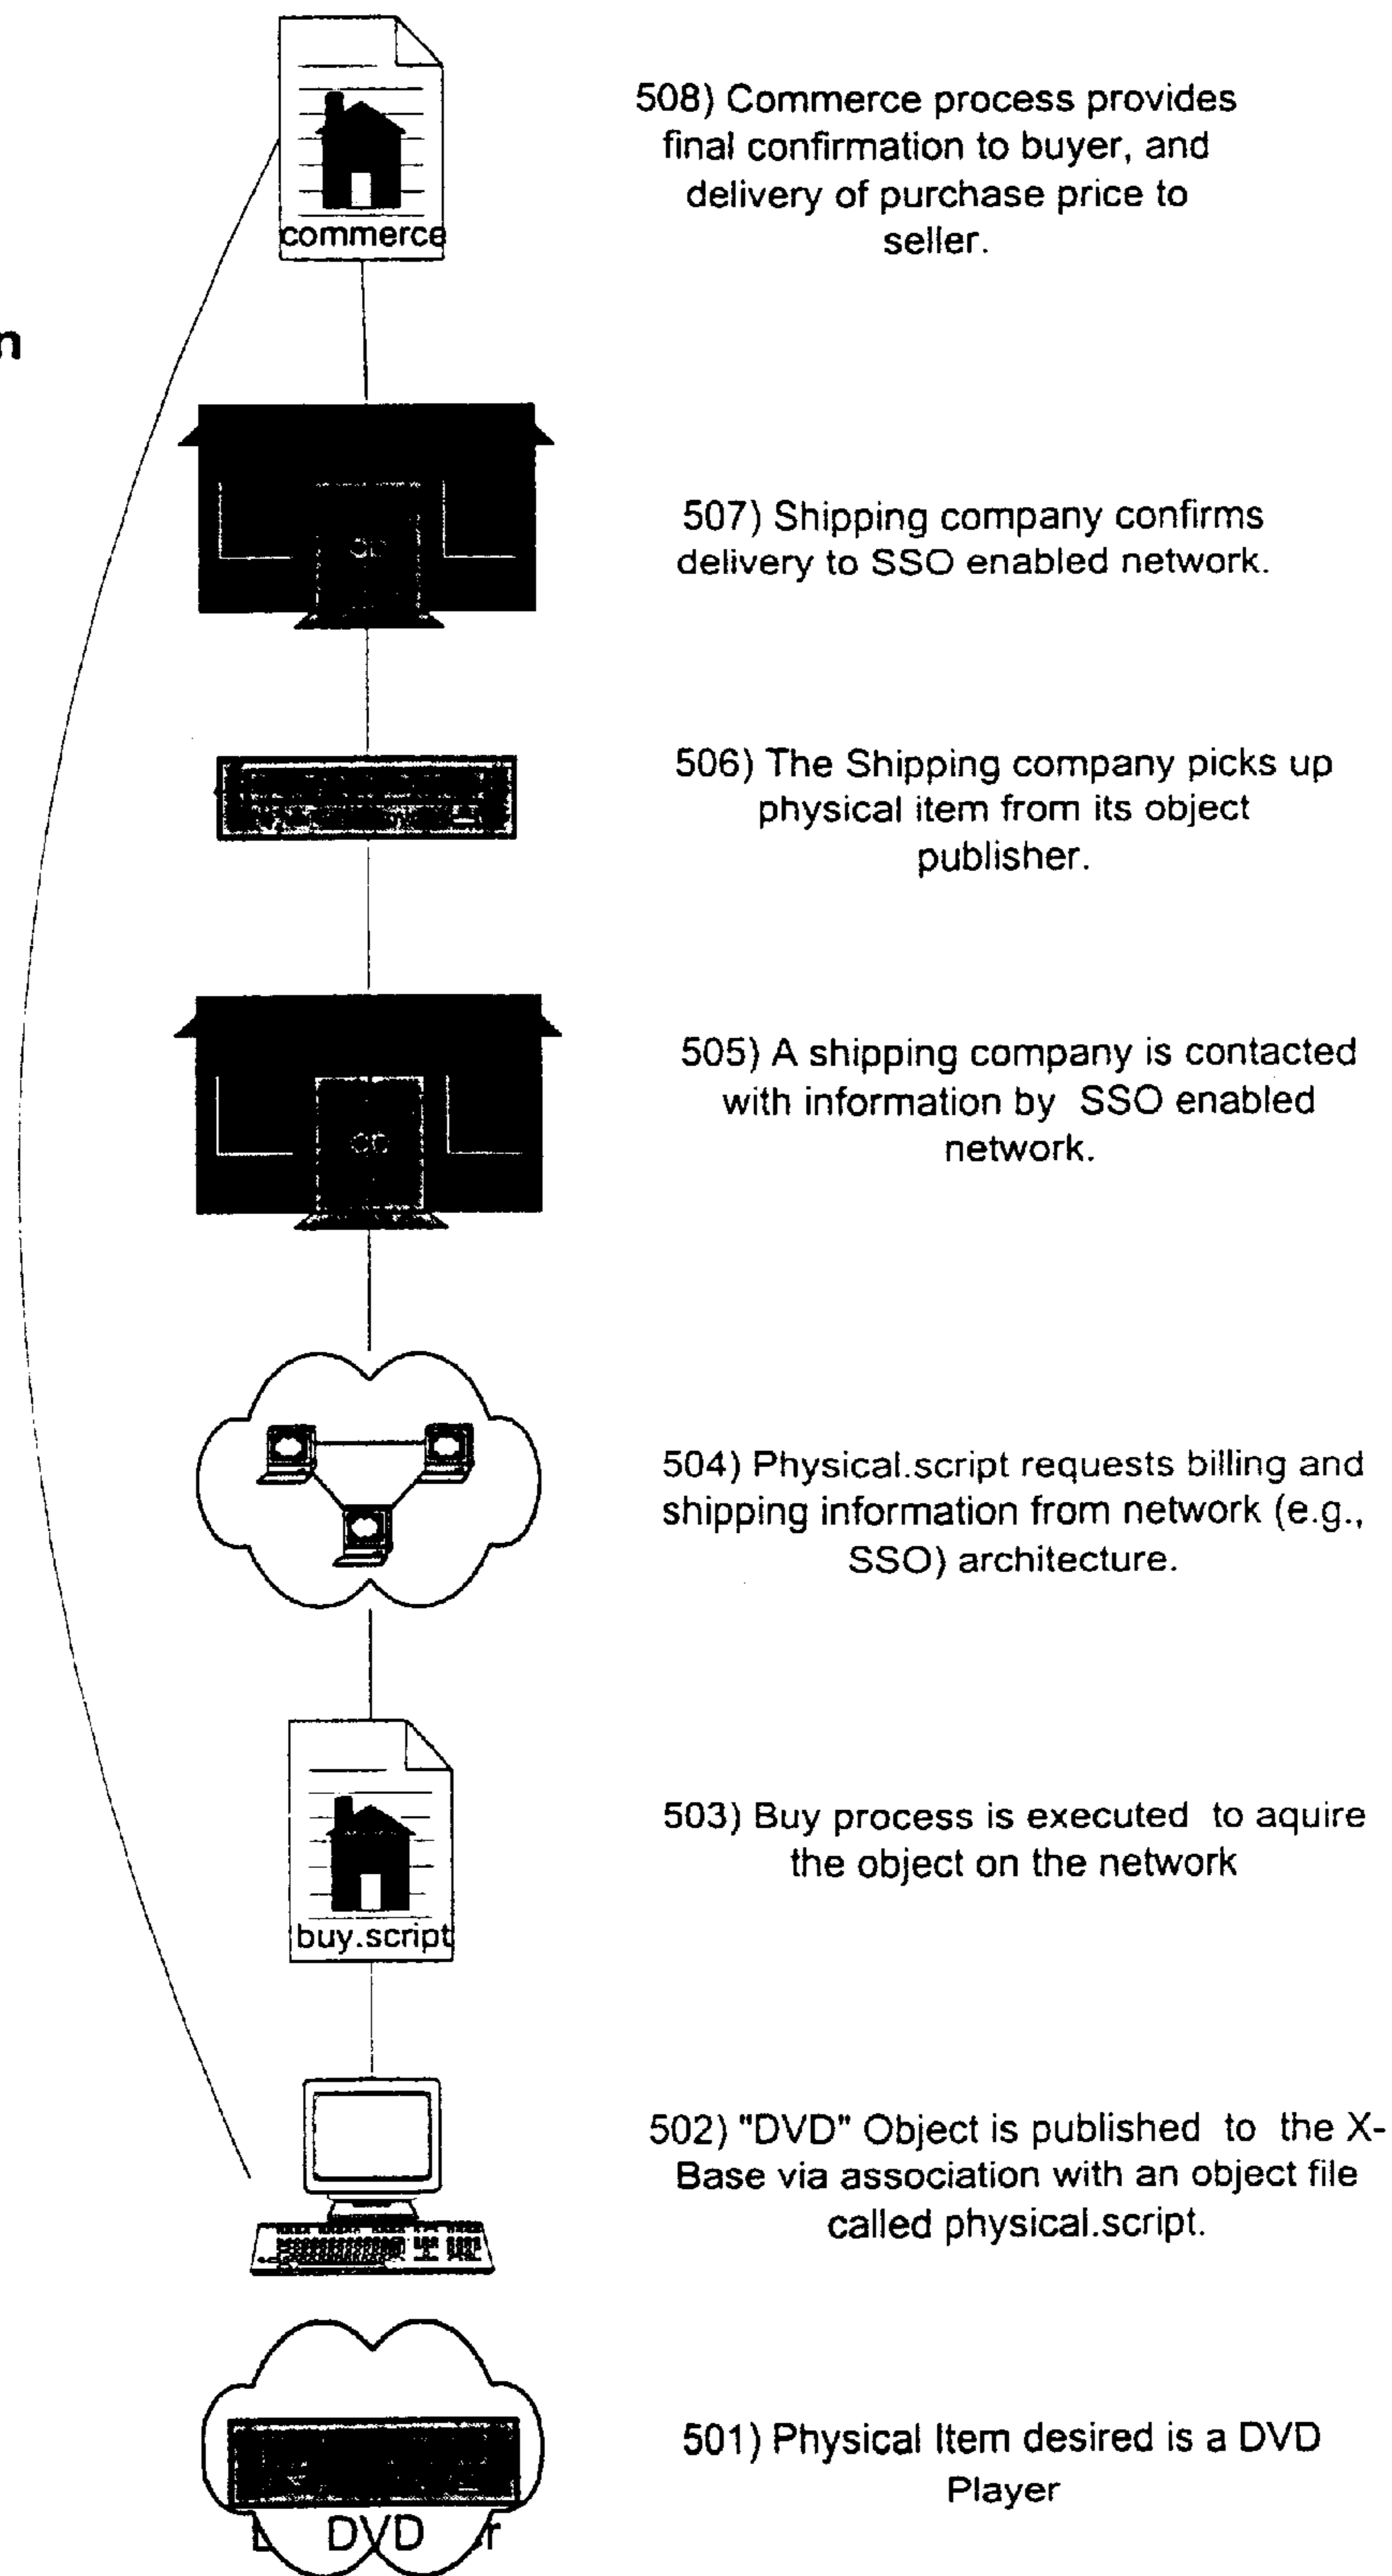 508) Commerce process provides
final confirmation to buyer, and
delivery of purchase price to
seller.
commerce
507) Shipping company confirms
delivery to SSO enabled network.
506) The Shipping company picks up
physical item from its object
publisher.
505) A shipping company is contacted
with information by SSO enabled
network.
504) Physical.script requests billing and
shipping information from network (e.g.,
SSO) architecture.
503) Buy process is executed to aquire
the object on the network
buy.script
502) "DVD" Object is published to the X-
Base via association with an object file
called physical.script.
501) Physical Item desired is a DVD
Player
DVD